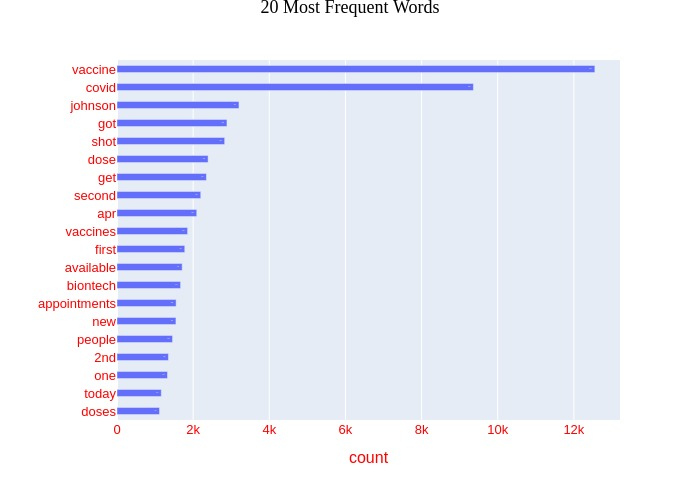 20 Most Frequent Words
vaccine
covid
johnson
got
shot
dose
get
second
apr
vaccines
first
available
biontech
appointments
new
people
2nd
one
today
doses
0 2k 4k 6k 8k 10k 12k
count